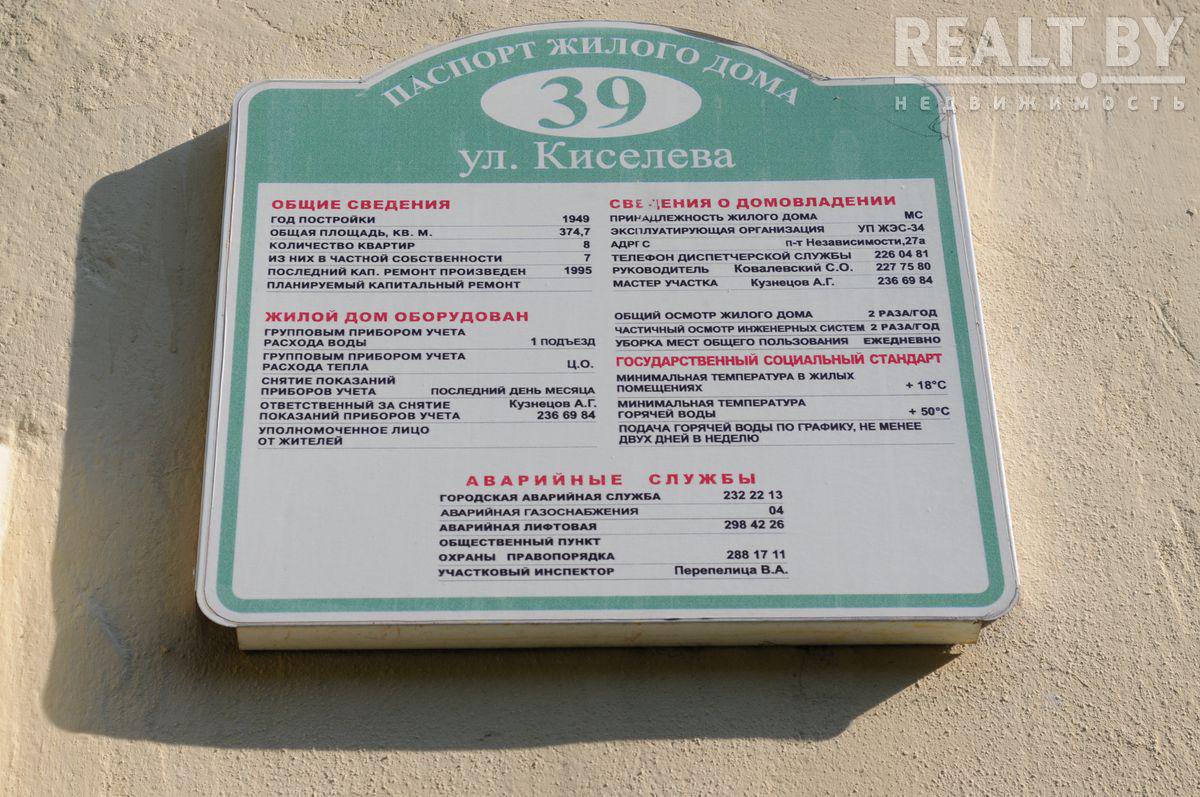 REALT.BY
НЕДВИЖИМОСТЬ
ПАСПОРТ ЖИЛОГО ДОМА
39
ул. Киселева
ОБЩИЕ СВЕДЕНИЯ
ГОД ПОСТРОЙКИ 1949
ОБЩАЯ ПЛОЩАДЬ, КВ. М. 374,7
КОЛИЧЕСТВО КВАРТИР 8
ИЗ НИХ В ЧАСТНОЙ СОБСТВЕННОСТИ 7
ПОСЛЕДНИЙ КАП. РЕМОНТ ПРОИЗВЕДЕН 1995
ПЛАНИРУЕМЫЙ КАПИТАЛЬНЫЙ РЕМОНТ
ЖИЛОЙ ДОМ ОБОРУДОВАН
ГРУППОВЫМ ПРИБОРОМ УЧЕТА
РАСХОДА ВОДЫ 1 ПОДЪЕЗД
ГРУППОВЫМ ПРИБОРОМ УЧЕТА
РАСХОДА ТЕПЛА Ц.О.
СНЯТИЕ ПОКАЗАНИЙ
ПРИБОРОВ УЧЕТА ПОСЛЕДНИЙ ДЕНЬ МЕСЯЦА
ОТВЕТСТВЕННЫЙ ЗА СНЯТИЕ Кузнецов А.Г.
ПОКАЗАНИЙ ПРИБОРОВ УЧЕТА 236 69 84
УПОЛНОМОЧЕННОЕ ЛИЦО
ОТ ЖИТЕЛЕЙ
СВЕДЕНИЯ О ДОМОВЛАДЕНИИ
ПРИНАДЛЕЖНОСТЬ ЖИЛОГО ДОМА МС
ЭКСПЛУАТИРУЮЩАЯ ОРГАНИЗАЦИЯ УП ЖЭС-34
АДРЕС п-т Независимости,27а
ТЕЛЕФОН ДИСПЕТЧЕРСКОЙ СЛУЖБЫ 226 04 81
РУКОВОДИТЕЛЬ Ковалевский С.О. 227 75 80
МАСТЕР УЧАСТКА Кузнецов А.Г. 236 69 84
ОБЩИЙ ОСМОТР ЖИЛОГО ДОМА 2 РАЗА/ГОД
ЧАСТИЧНЫЙ ОСМОТР ИНЖЕНЕРНЫХ СИСТЕМ 2 РАЗА/ГОД
УБОРКА МЕСТ ОБЩЕГО ПОЛЬЗОВАНИЯ ЕЖЕДНЕВНО
ГОСУДАРСТВЕННЫЙ СОЦИАЛЬНЫЙ СТАНДАРТ
МИНИМАЛЬНАЯ ТЕМПЕРАТУРА В ЖИЛЫХ
ПОМЕЩЕНИЯХ + 18°С
МИНИМАЛЬНАЯ ТЕМПЕРАТУРА
ГОРЯЧЕЙ ВОДЫ + 50°С
ПОДАЧА ГОРЯЧЕЙ ВОДЫ ПО ГРАФИКУ, НЕ МЕНЕЕ
ДВУХ ДНЕЙ В НЕДЕЛЮ
АВАРИЙНЫЕ СЛУЖБЫ
ГОРОДСКАЯ АВАРИЙНАЯ СЛУЖБА 232 22 13
АВАРИЙНАЯ ГАЗОСНАБЖЕНИЯ 04
АВАРИЙНАЯ ЛИФТОВАЯ 298 42 26
ОБЩЕСТВЕННЫЙ ПУНКТ
ОХРАНЫ ПРАВОПОРЯДКА 288 17 11
УЧАСТКОВЫЙ ИНСПЕКТОР Перепелица В.А.